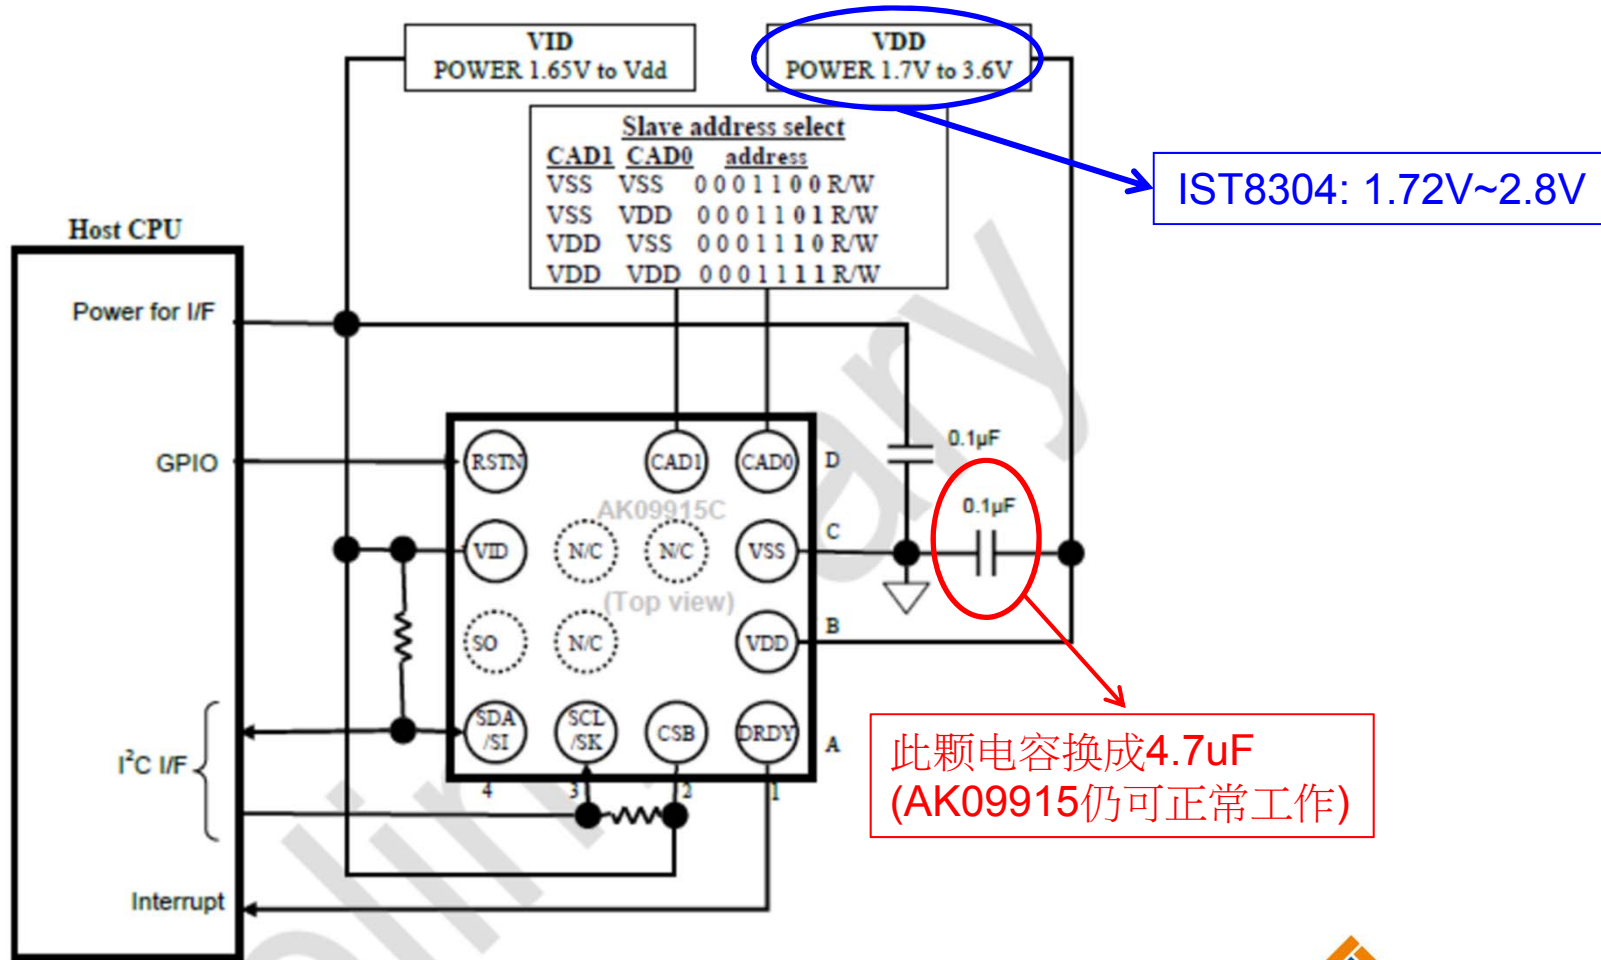 VID
POWER 1.65V to Vdd
VDD
POWER 1.7V to 3.6V
Slave address select
CAD1 CAD0 address
VSS VSS 0 0 0 1 1 0 0 R/W
VSS VDD 0 0 0 1 1 0 1 R/W
VDD VSS 0 0 0 1 1 1 0 R/W
VDD VDD 0 0 0 1 1 1 1 R/W
IST8304: 1.72V~2.8V
Host CPU
Power for I/F
GPIO
I²C I/F
Interrupt
RSTN
CAD1
CAD0
D
AK09915C
VID
N/C
N/C
VSS
C
(Top view)
SO
N/C
VDD
B
SDA
/SI
SCL
/SK
CSB
DRDY
A
4
3
2
1
0.1µF
0.1µF
此颗电容换成4.7uF
(AK09915仍可正常工作)